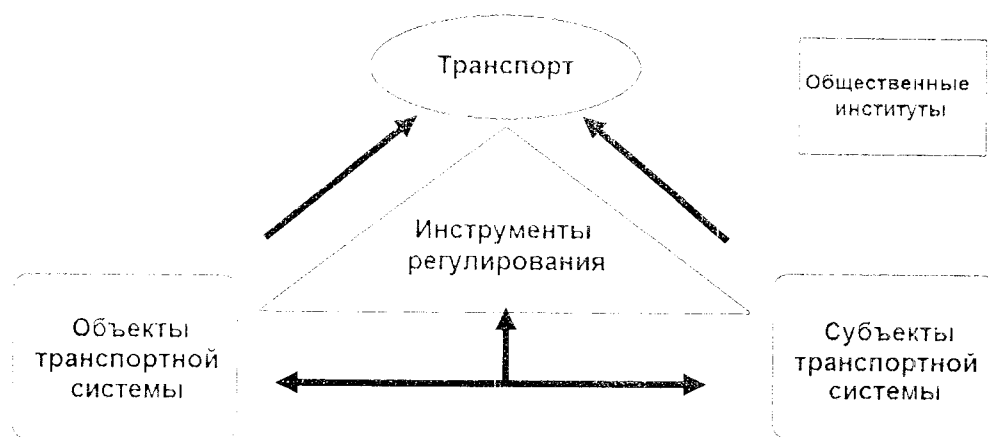 Транспорт
Общественные
институты
Инструменты
регулирования
Объекты
транспортной
системы
Субъекты
транспортной
системы